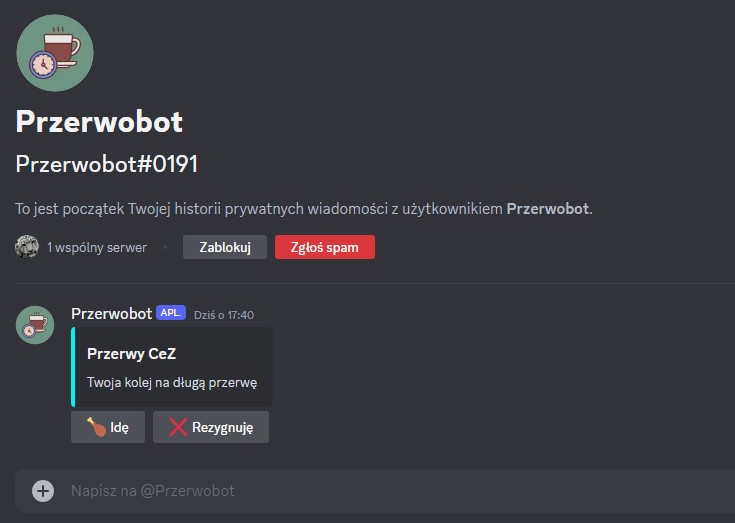 Przerwobot
Przerwobot#0191
To jest początek Twojej historii prywatnych wiadomości z użytkownikiem Przerwobot.
1 wspólny serwer
Zablokuj
Zgłoś spam
Przerwobot APL. Dziś o 17:40
Przerwy CeZ
Twoja kolej na długą przerwę
Idę
Rezygnuję
Napisz na @Przerwobot